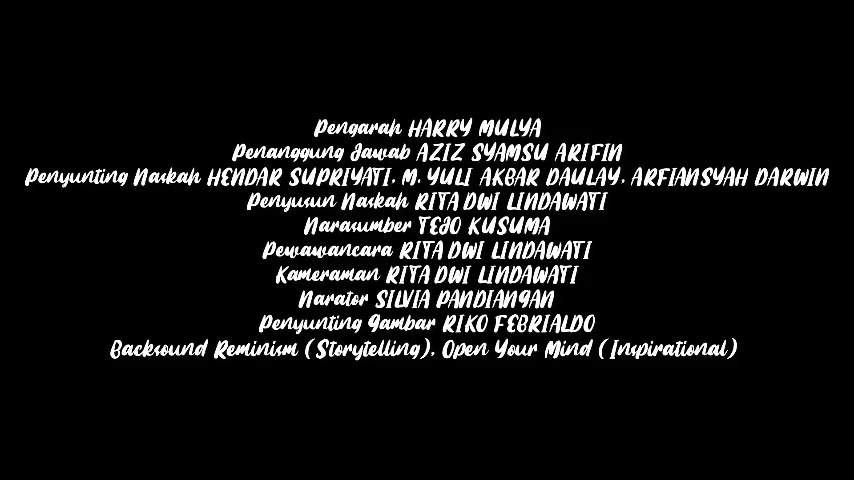 Pengarah HARRY MULYA
Penanggung Jawab AZIZ SYAMSU ARIFIN
Penyunting Naskah HENDAR SUPRIYATI, M. YULI AKBAR DAULAY, ARFIANSYAH DARWIN
Penyusun Naskah RITA DWI LINDAWATI
Narasumber TEJO KUSUMA
Pewawancara RITA DWI LINDAWATI
Kameraman RITA DWI LINDAWATI
Narator SILVIA PANDIANGAN
Penyunting Gambar RIKO FEBRIALDO
Backsound Reminism (Storytelling), Open Your Mind (Inspirational)